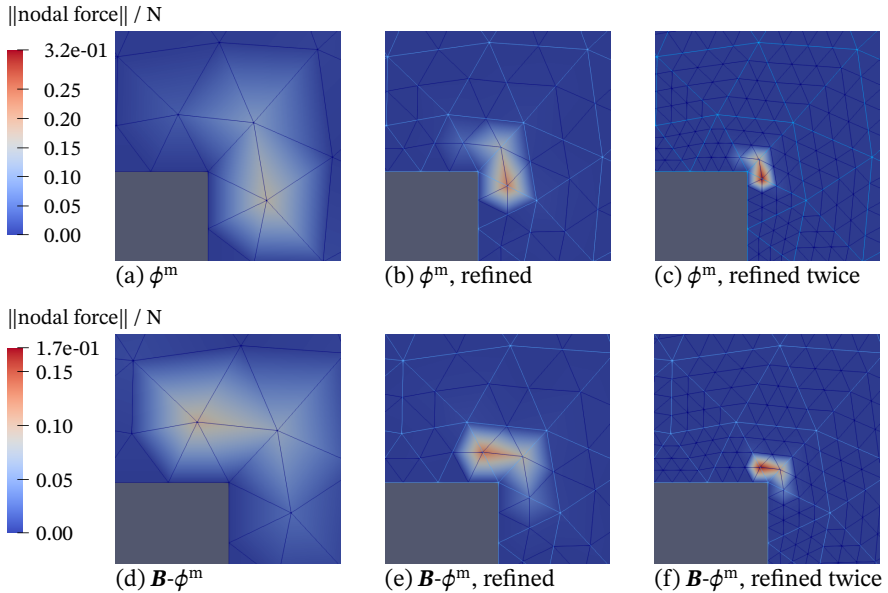 ||nodal force|| / N
3.2e-01
0.25
0.20
0.15
0.10
0.05
0.00
(a) ϕᵐ
(b) ϕᵐ, refined
(c) ϕᵐ, refined twice
||nodal force|| / N
1.7e-01
0.15
0.10
0.05
0.00
(d) B-ϕᵐ
(e) B-ϕᵐ, refined
(f) B-ϕᵐ, refined twice